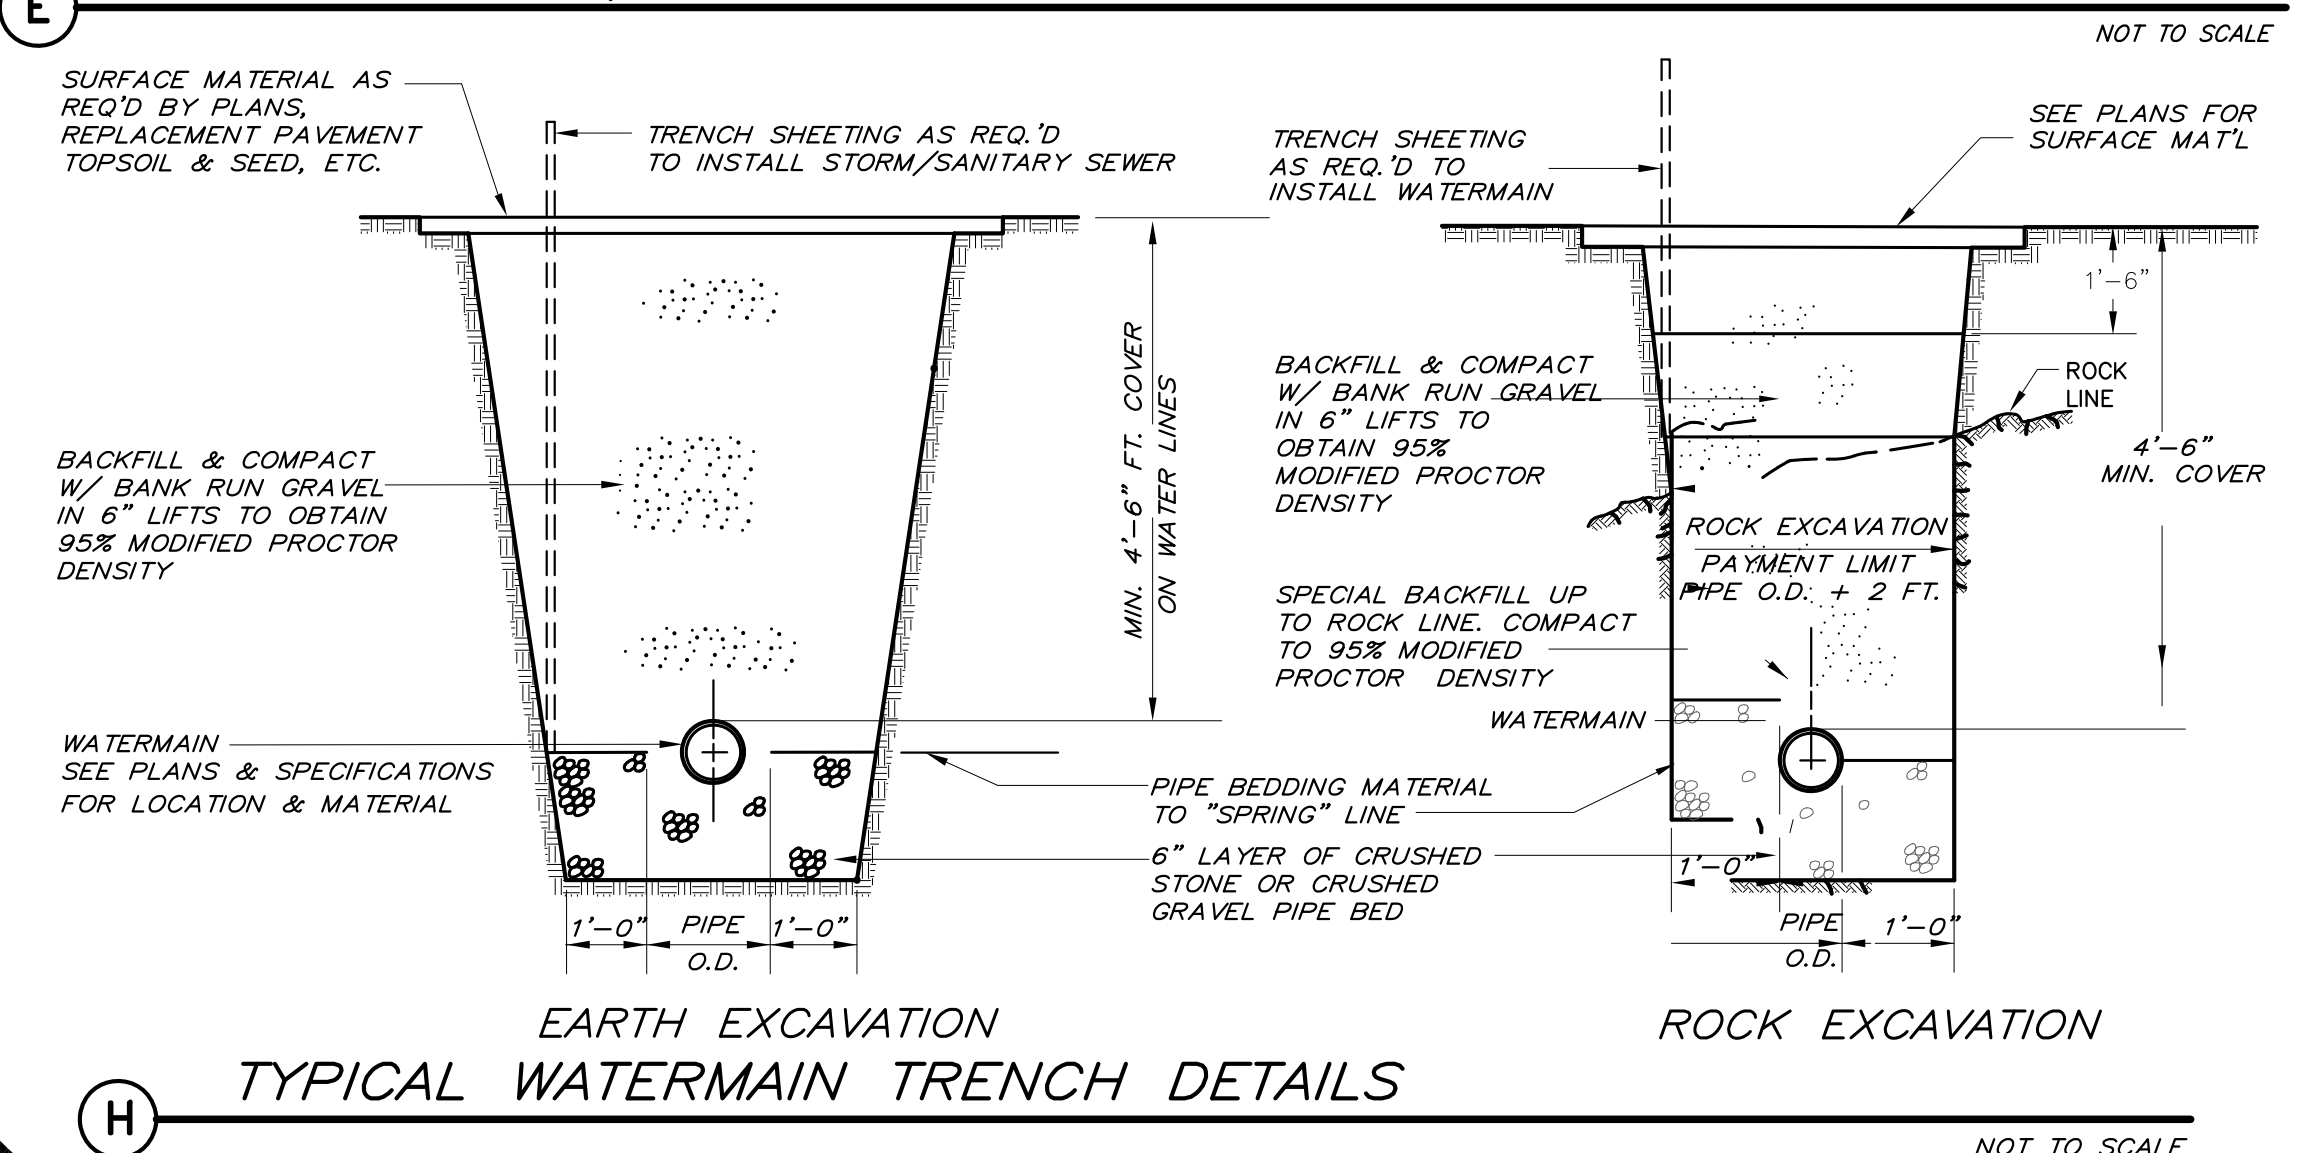 E
NOT TO SCALE
SURFACE MATERIAL AS
REQ'D BY PLANS,
REPLACEMENT PAVEMENT
TOPSOIL & SEED, ETC.
TRENCH SHEETING AS REQ.'D
TO INSTALL STORM/SANITARY SEWER
TRENCH SHEETING
AS REQ.'D TO
INSTALL WATERMAIN
SEE PLANS FOR
SURFACE MAT'L
1'-6"
MIN. 4'-6" FT. COVER
ON WATER LINES
BACKFILL & COMPACT
W/ BANK RUN GRAVEL
IN 6" LIFTS TO
OBTAIN 95%
MODIFIED PROCTOR
DENSITY
ROCK
LINE
4'-6"
MIN. COVER
BACKFILL & COMPACT
W/ BANK RUN GRAVEL
IN 6" LIFTS TO OBTAIN
95% MODIFIED PROCTOR
DENSITY
ROCK EXCAVATION
PAYMENT LIMIT
PIPE O.D. + 2 FT.
SPECIAL BACKFILL UP
TO ROCK LINE. COMPACT
TO 95% MODIFIED
PROCTOR DENSITY
WATERMAIN
WATERMAIN
SEE PLANS & SPECIFICATIONS
FOR LOCATION & MATERIAL
PIPE BEDDING MATERIAL
TO "SPRING" LINE
6" LAYER OF CRUSHED
STONE OR CRUSHED
GRAVEL PIPE BED
1'-0"
1'-0" PIPE 1'-0"
O.D.
PIPE 1'-0"
O.D.
EARTH EXCAVATION
ROCK EXCAVATION
TYPICAL WATERMAIN TRENCH DETAILS
H
NOT TO SCALE